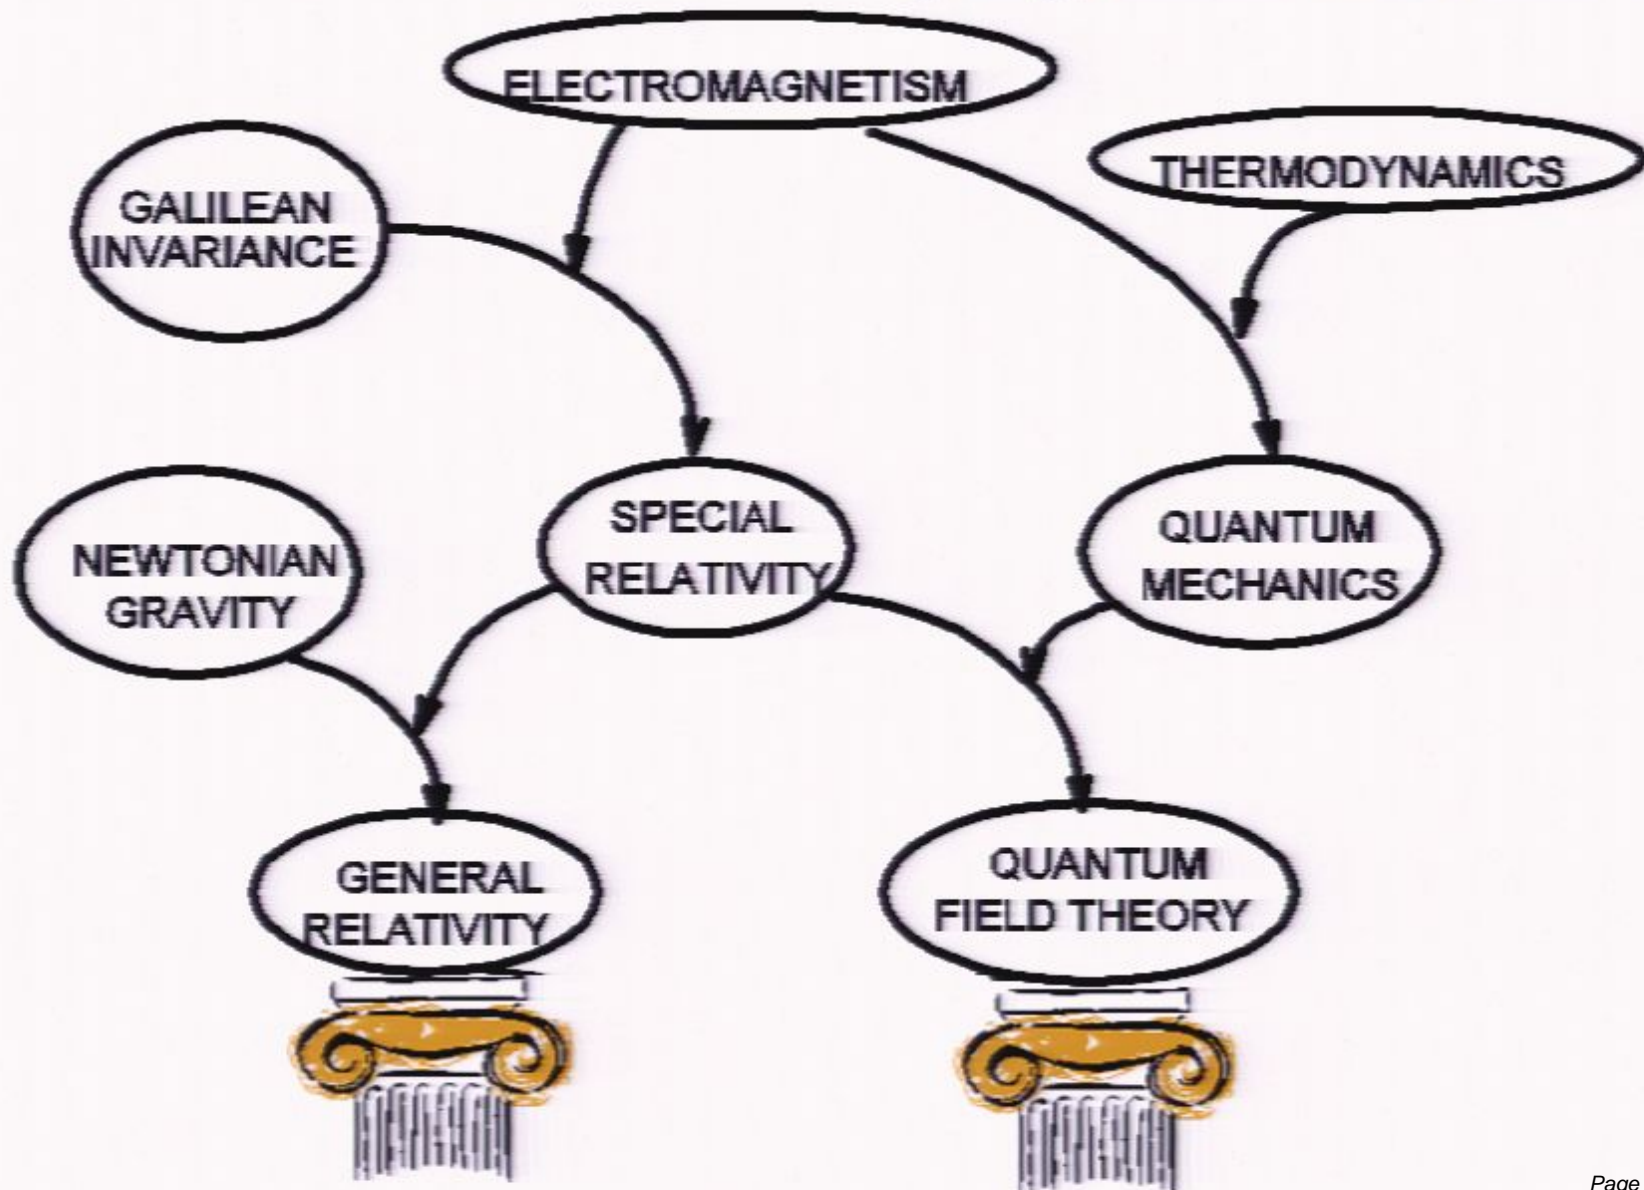 ELECTROMAGNETISM
THERMODYNAMICS
GALILEAN
INVARIANCE
SPECIAL
RELATIVITY
QUANTUM
MECHANICS
NEWTONIAN
GRAVITY
GENERAL
RELATIVITY
QUANTUM
FIELD THEORY
Page